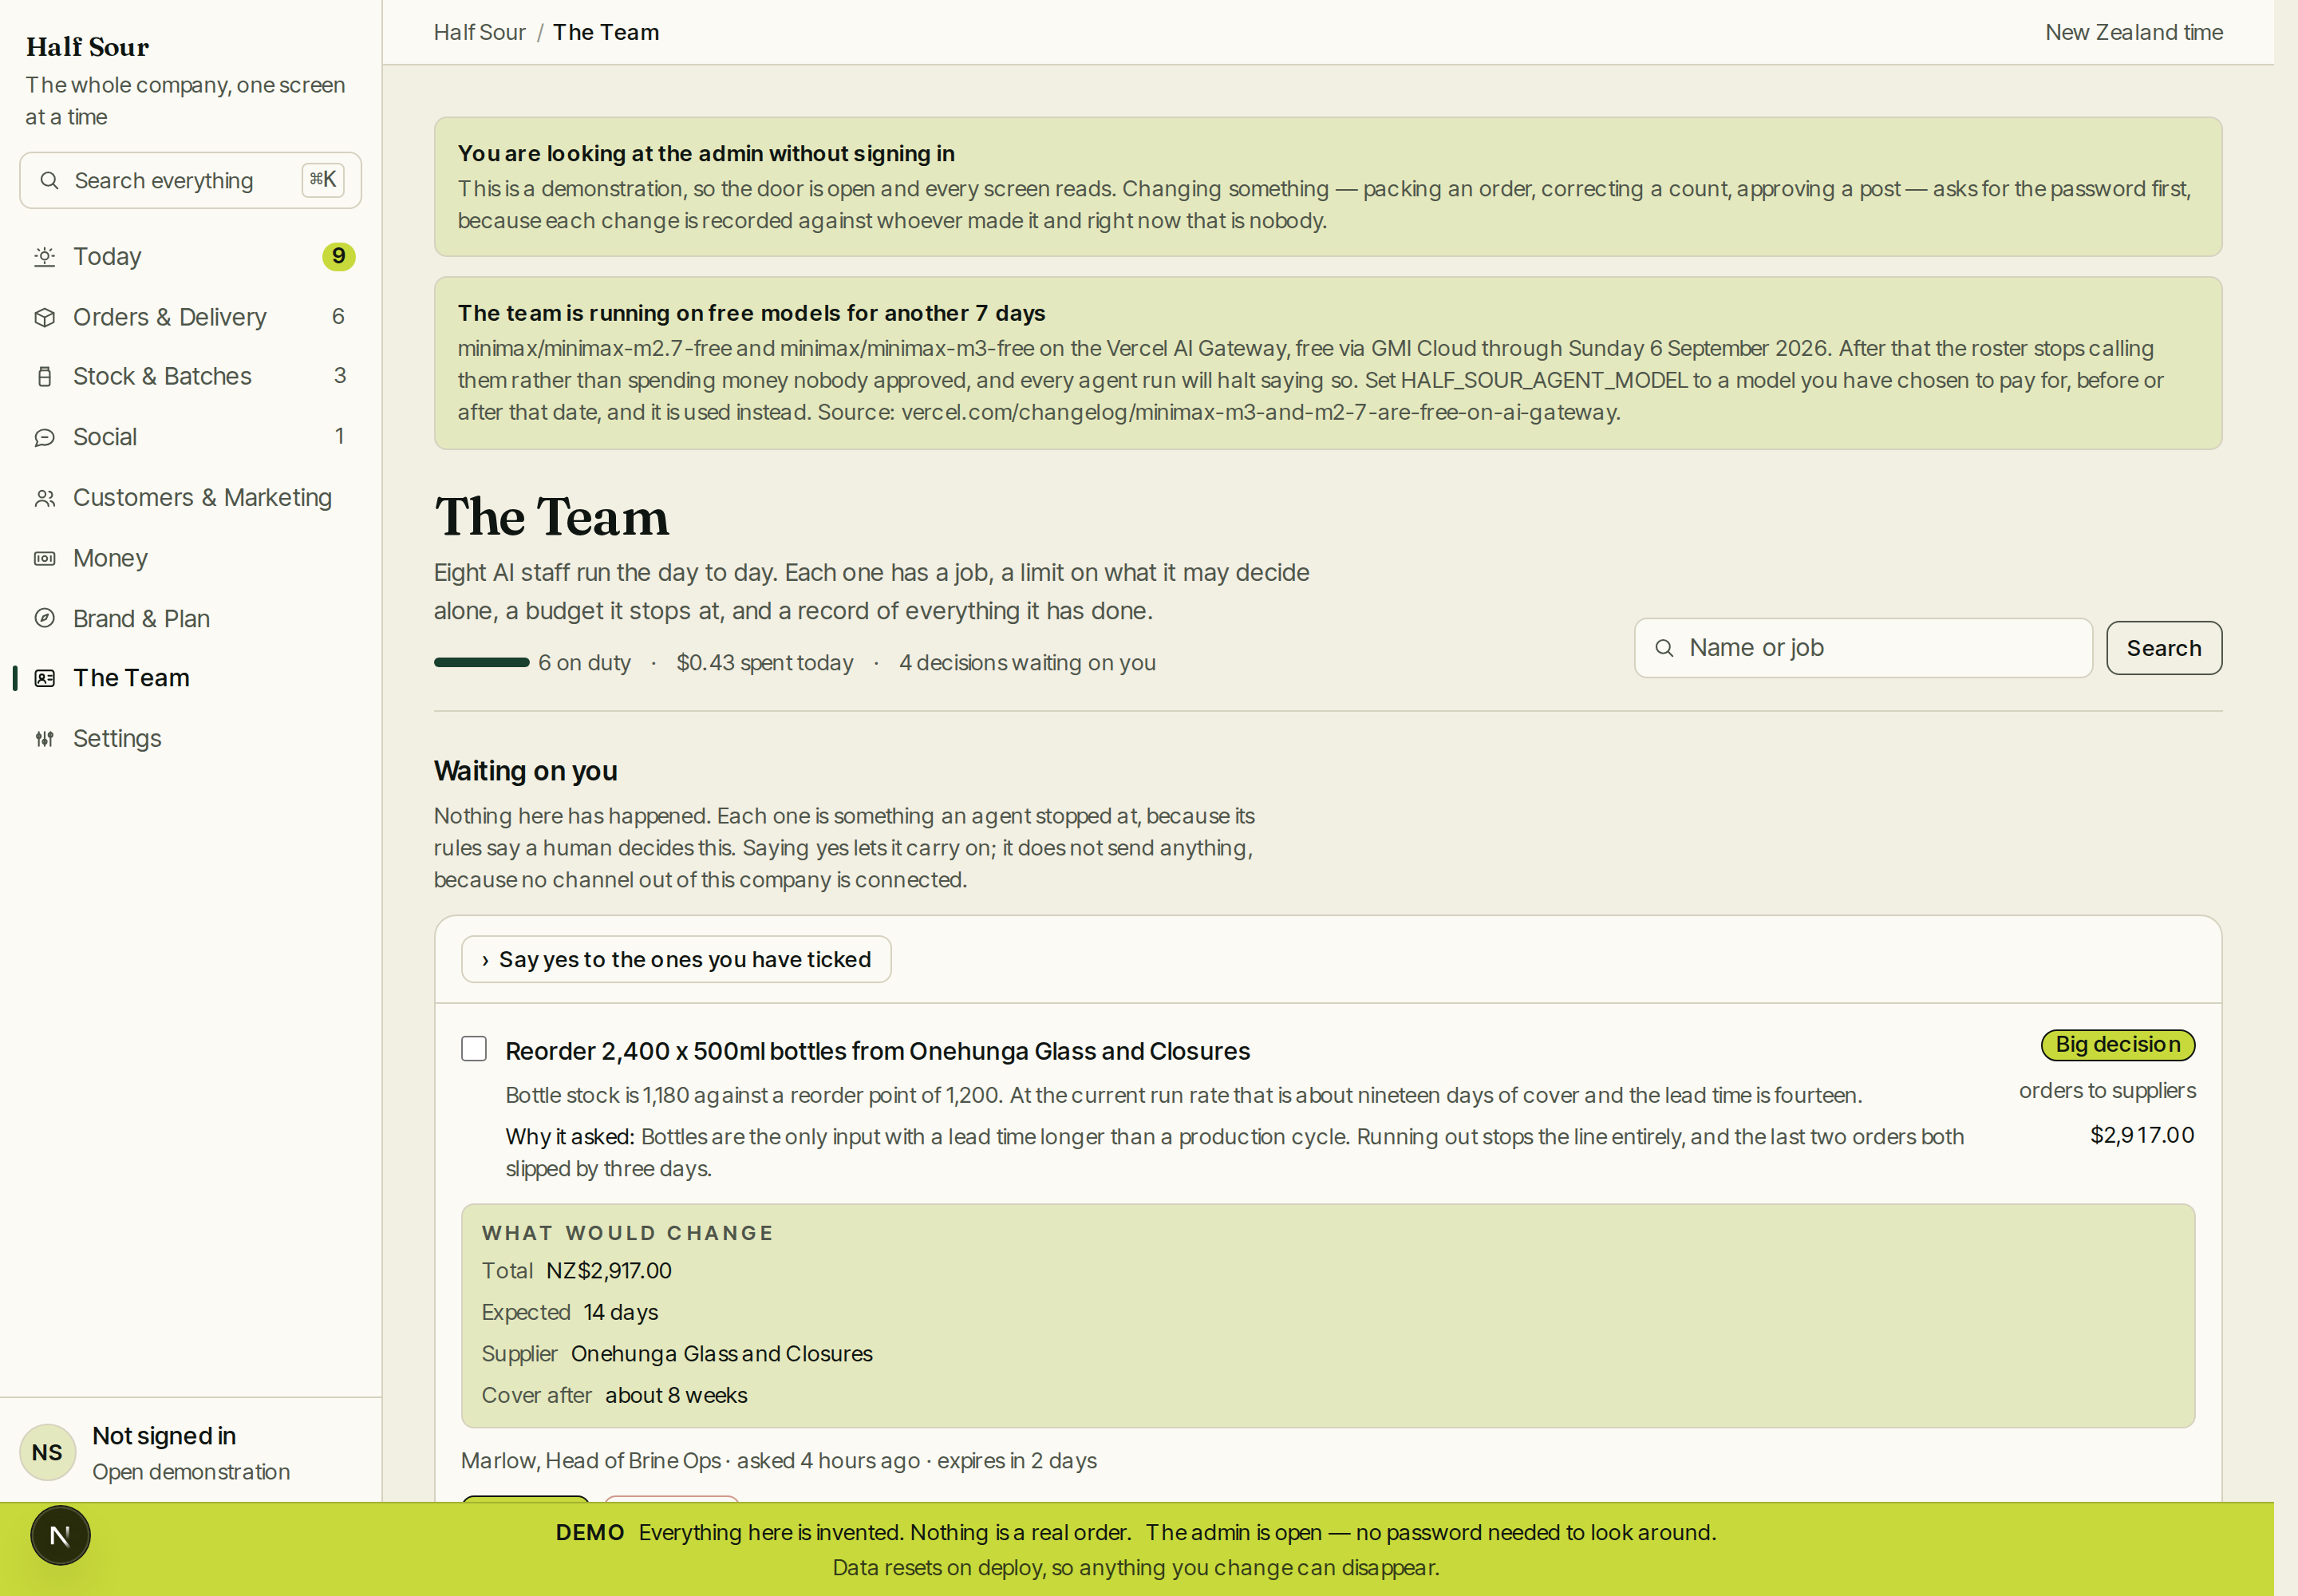 Half Sour
The whole company, one screen
at a time
Search everything ⌘K
Today 9
Orders & Delivery 6
Stock & Batches 3
Social 1
Customers & Marketing
Money
Brand & Plan
The Team
Settings
NS
Not signed in
Open demonstration
Half Sour / The Team
New Zealand time
You are looking at the admin without signing in
This is a demonstration, so the door is open and every screen reads. Changing something — packing an order, correcting a count, approving a post — asks for the password first,
because each change is recorded against whoever made it and right now that is nobody.
The team is running on free models for another 7 days
minimax/minimax-m2.7-free and minimax/minimax-m3-free on the Vercel AI Gateway, free via GMI Cloud through Sunday 6 September 2026. After that the roster stops calling
them rather than spending money nobody approved, and every agent run will halt saying so. Set HALF_SOUR_AGENT_MODEL to a model you have chosen to pay for, before or
after that date, and it is used instead. Source: vercel.com/changelog/minimax-m3-and-m2-7-are-free-on-ai-gateway.
The Team
Eight AI staff run the day to day. Each one has a job, a limit on what it may decide
alone, a budget it stops at, and a record of everything it has done.
6 on duty · $0.43 spent today · 4 decisions waiting on you
Name or job
Search
Waiting on you
Nothing here has happened. Each one is something an agent stopped at, because its
rules say a human decides this. Saying yes lets it carry on; it does not send anything,
because no channel out of this company is connected.
› Say yes to the ones you have ticked
Reorder 2,400 x 500ml bottles from Onehunga Glass and Closures
Big decision
Bottle stock is 1,180 against a reorder point of 1,200. At the current run rate that is about nineteen days of cover and the lead time is fourteen.
orders to suppliers
Why it asked: Bottles are the only input with a lead time longer than a production cycle. Running out stops the line entirely, and the last two orders both
slipped by three days.
$2,917.00
WHAT WOULD CHANGE
Total NZ$2,917.00
Expected 14 days
Supplier Onehunga Glass and Closures
Cover after about 8 weeks
Marlow, Head of Brine Ops · asked 4 hours ago · expires in 2 days
N
DEMO Everything here is invented. Nothing is a real order. The admin is open — no password needed to look around.
Data resets on deploy, so anything you change can disappear.